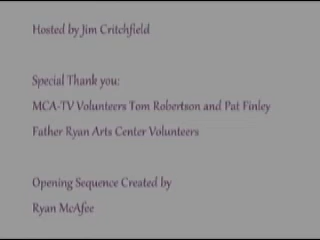 Hosted by Jim Critchfield
Special Thank you:
MCA-TV Volunteers Tom Robertson and Pat Finley
Father Ryan Arts Center Volunteers
Opening Sequence Created by
Ryan McAfee